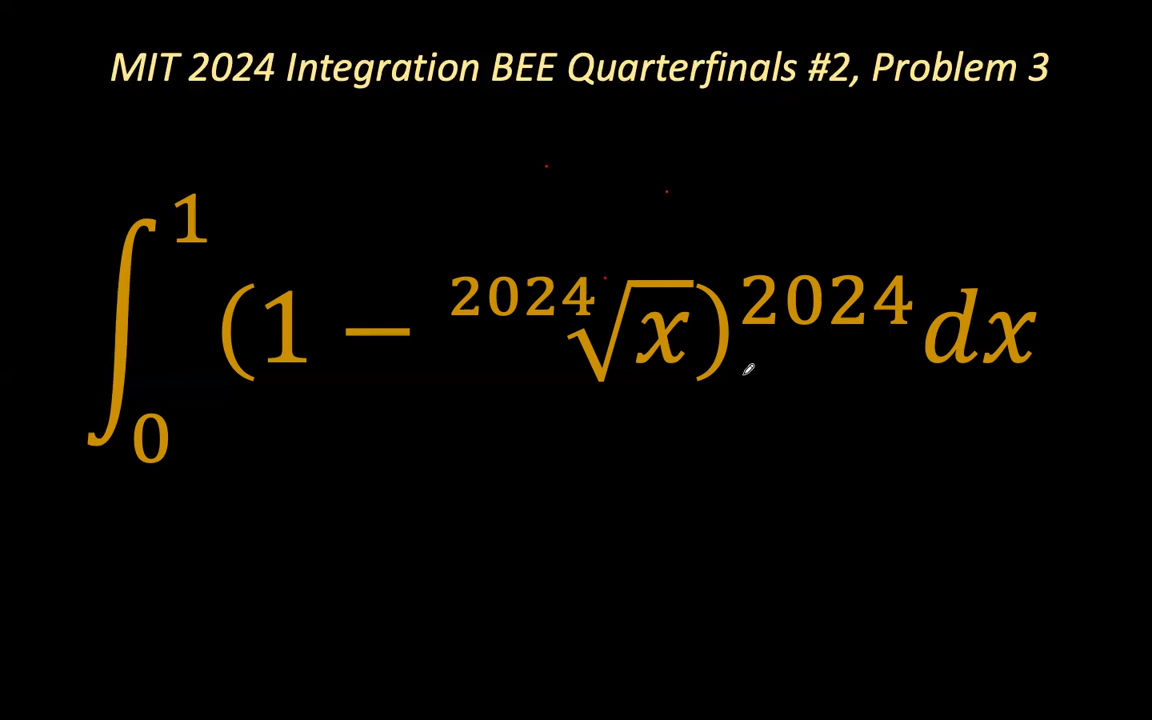 MIT 2024 Integration BEE Quarterfinals #2, Problem 3
∫₀¹ (1 − ²⁰²⁴√x)²⁰²⁴ dx